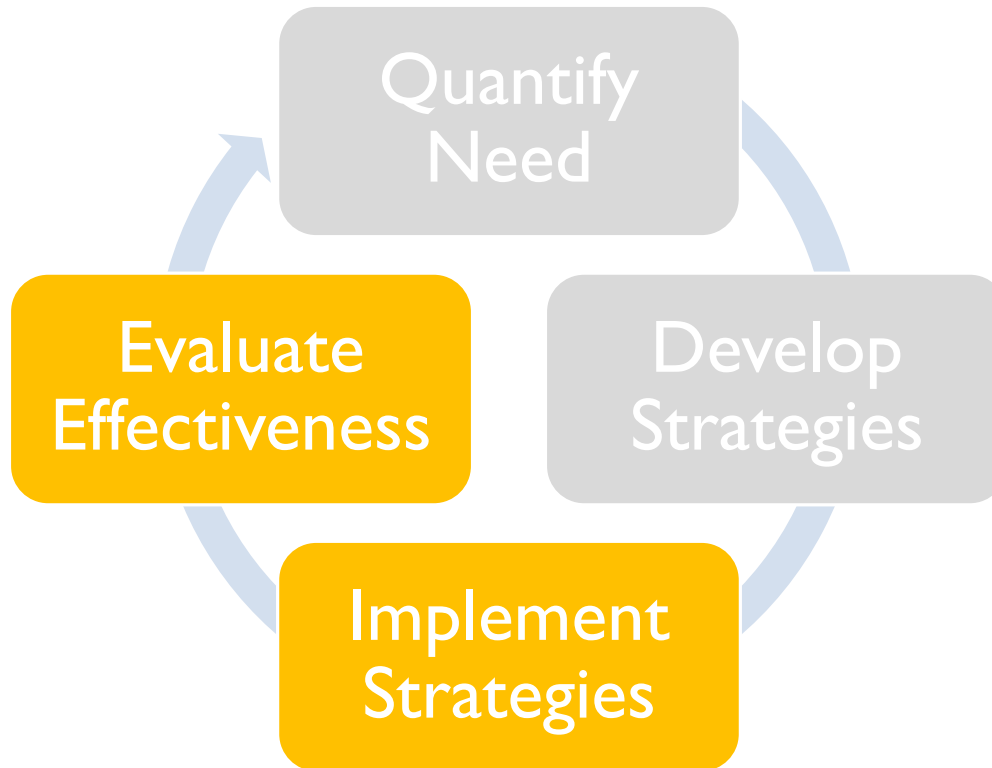 Quantify
Need
Develop
Strategies
Implement
Strategies
Evaluate
Effectiveness